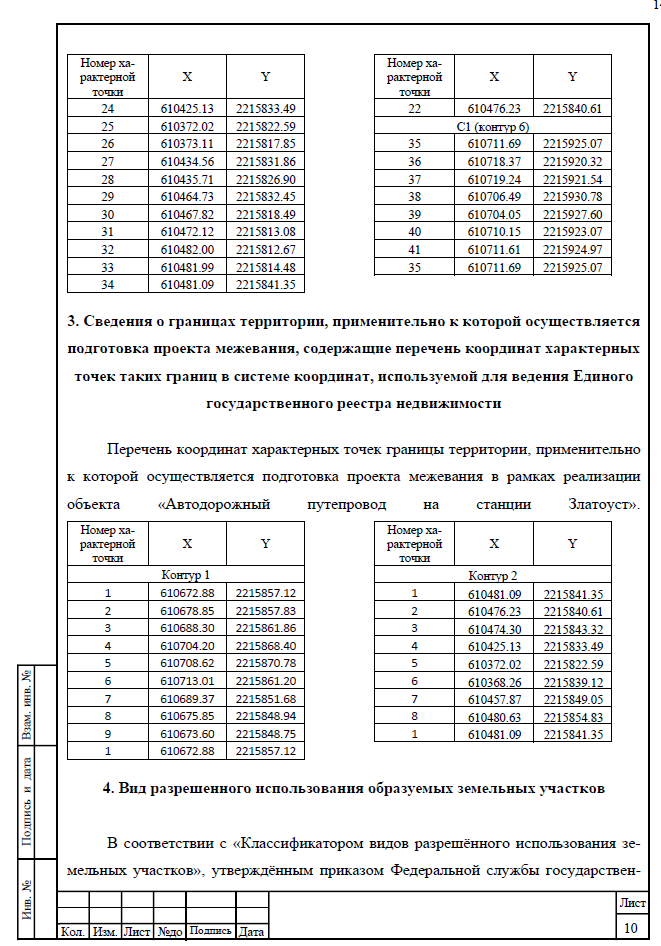 14
Номер ха-
рактерной
точки X Y
24 610425.13 2215833.49
25 610372.02 2215822.59
26 610373.11 2215817.85
27 610434.56 2215831.86
28 610435.71 2215826.90
29 610464.73 2215832.45
30 610467.82 2215818.49
31 610472.12 2215813.08
32 610482.00 2215812.67
33 610481.99 2215814.48
34 610481.09 2215841.35
Номер ха-
рактерной
точки X Y
22 610476.23 2215840.61
С1 (контур 6)
35 610711.69 2215925.07
36 610718.37 2215920.32
37 610719.24 2215921.54
38 610706.49 2215930.78
39 610704.05 2215927.60
40 610710.15 2215923.07
41 610711.61 2215924.97
35 610711.69 2215925.07
3. Сведения о границах территории, применительно к которой осуществляется
подготовка проекта межевания, содержащие перечень координат характерных
точек таких границ в системе координат, используемой для ведения Единого
государственного реестра недвижимости
Перечень координат характерных точек границы территории, применительно
к которой осуществляется подготовка проекта межевания в рамках реализации
объекта «Автодорожный путепровод на станции Златоуст».
Номер ха-
рактерной
точки X Y
Контур 1
1 610672.88 2215857.12
2 610678.85 2215857.83
3 610688.30 2215861.86
4 610704.20 2215868.40
5 610708.62 2215870.78
6 610713.01 2215861.20
7 610689.37 2215851.68
8 610675.85 2215848.94
9 610673.60 2215848.75
1 610672.88 2215857.12
Номер ха-
рактерной
точки X Y
Контур 2
1 610481.09 2215841.35
2 610476.23 2215840.61
3 610474.30 2215843.32
4 610425.13 2215833.49
5 610372.02 2215822.59
6 610368.26 2215839.12
7 610457.87 2215849.05
8 610480.63 2215854.83
1 610481.09 2215841.35
4. Вид разрешенного использования образуемых земельных участков
В соответствии с «Классификатором видов разрешённого использования зе-
мельных участков», утверждённым приказом Федеральной службы государствен-
Взам. инв. №
Подпись и дата
Инв. №
Кол. Изм. Лист №до Подпись Дата
Лист
10